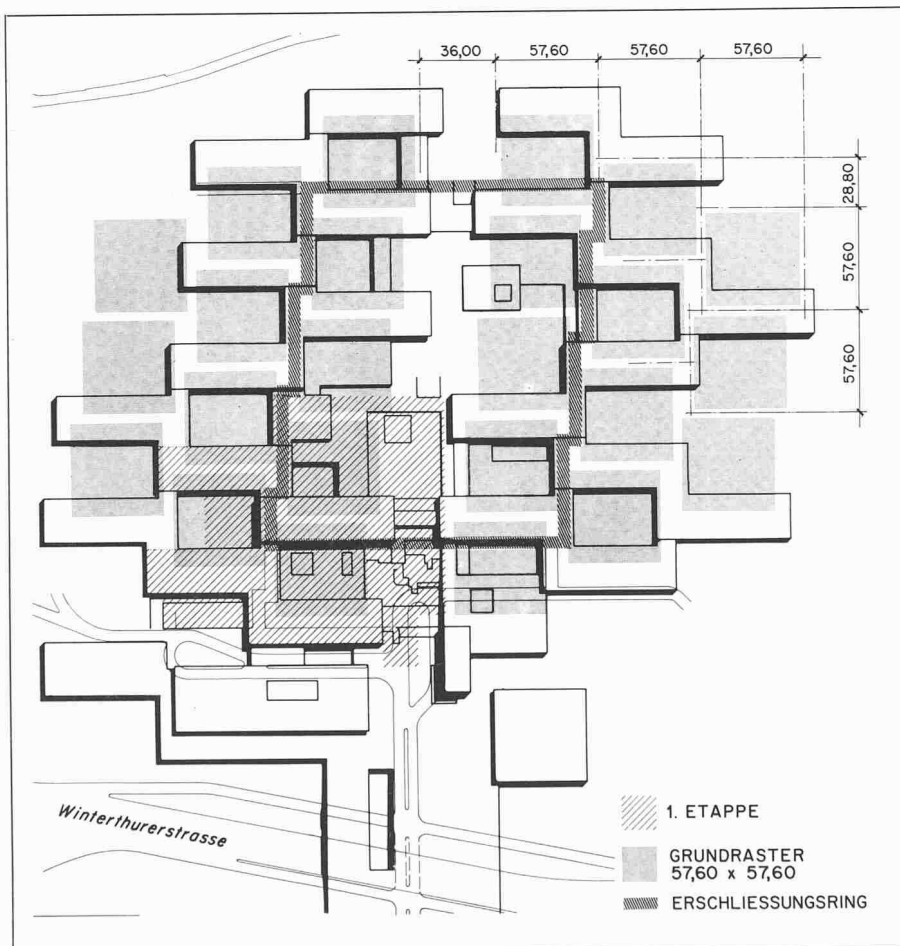 36,00 57,60 57,60 57,60
28,80
57,60
57,60
Winterthurerstrasse
1. ETAPPE
GRUNDRASTER
57,60 x 57,60
ERSCHLIESSUNGSRING